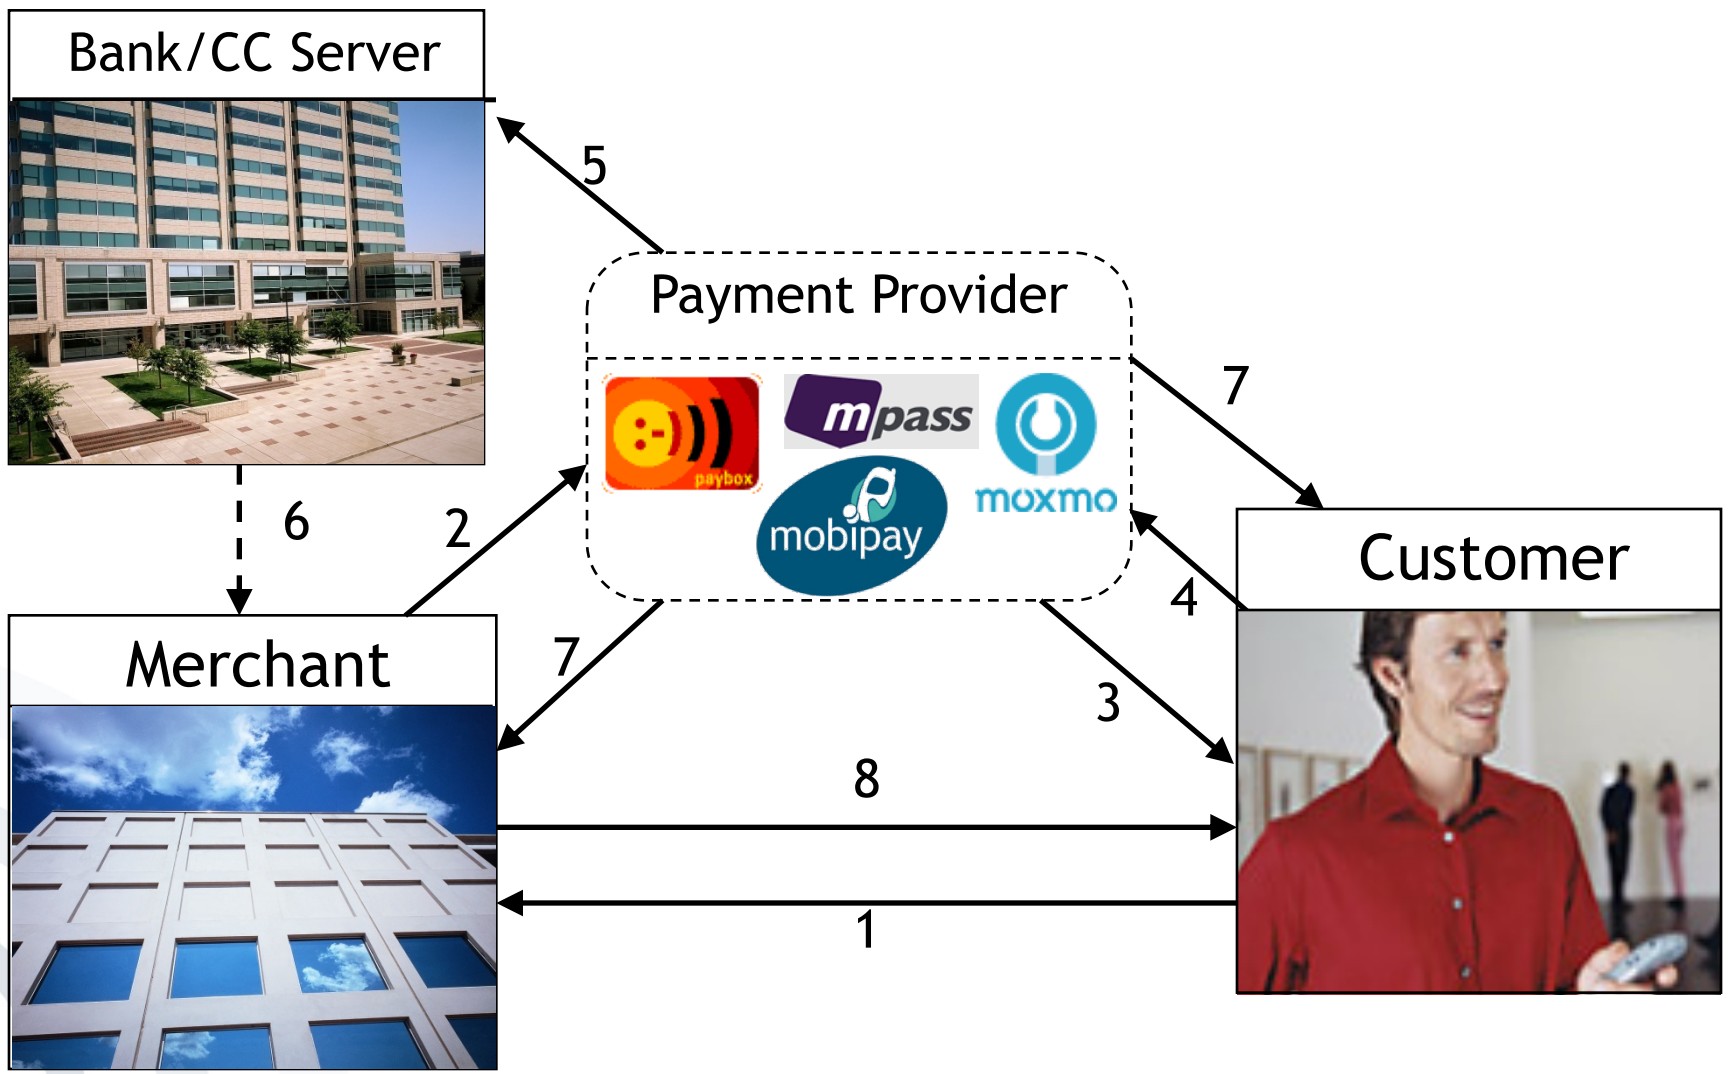 Bank/CC Server
5
Payment Provider
7
paybox
mpass
moxmo
mobipay
6
2
4
Customer
Merchant
7
3
8
1